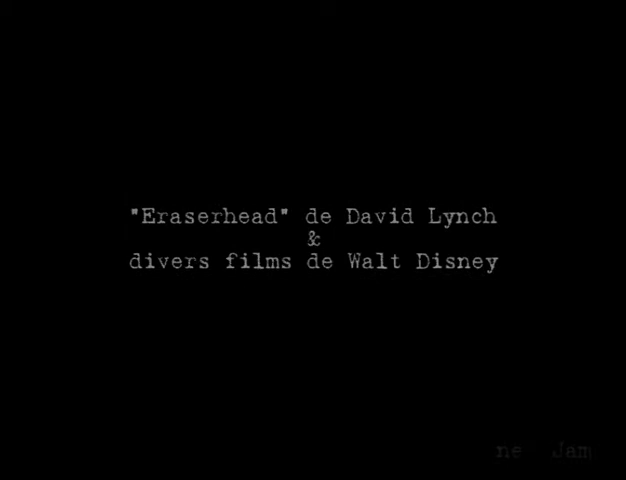 "Eraserhead" de David Lynch
&
divers films de Walt Disney